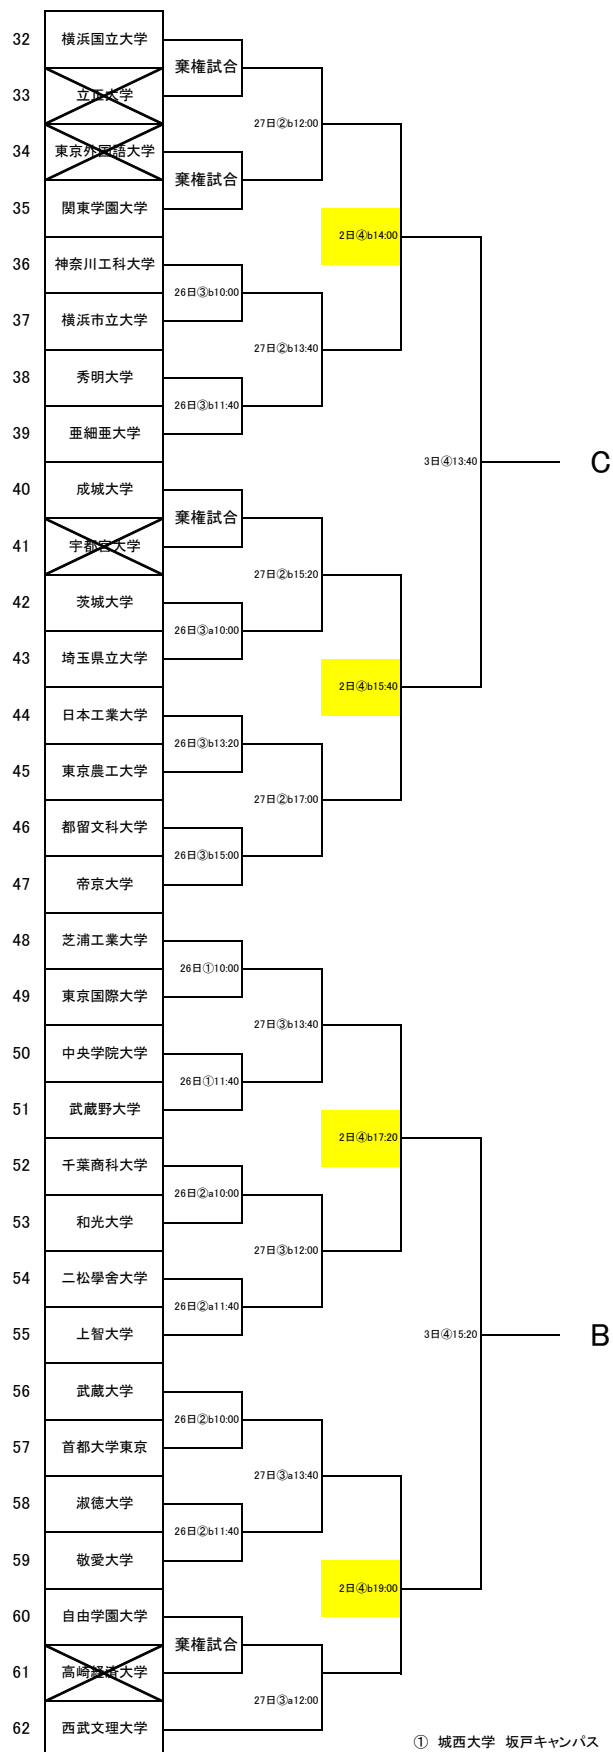 32 横浜国立大学
棄権試合
33 立正大学
27日②b12:00
34 東京外国語大学
棄権試合
35 関東学園大学
2日④b14:00
36 神奈川工科大学
26日③b10:00
37 横浜市立大学
27日②b13:40
38 秀明大学
26日③b11:40
39 亜細亜大学
3日④13:40
C
40 成城大学
棄権試合
41 宇都宮大学
27日②b15:20
42 茨城大学
26日③a10:00
43 埼玉県立大学
2日④b15:40
44 日本工業大学
26日③b13:20
45 東京農工大学
27日②b17:00
46 都留文科大学
26日③b15:00
47 帝京大学
48 芝浦工業大学
26日①10:00
49 東京国際大学
27日③b13:40
50 中央学院大学
26日①11:40
51 武蔵野大学
2日④b17:20
52 千葉商科大学
26日②a10:00
53 和光大学
27日③b12:00
54 二松學舍大学
26日②a11:40
55 上智大学
3日④15:20
B
56 武蔵大学
26日②b10:00
57 首都大学東京
27日③a13:40
58 淑徳大学
26日②b11:40
59 敬愛大学
2日④b19:00
60 自由学園大学
棄権試合
61 高崎経済大学
27日③a12:00
62 西武文理大学
① 城西大学 坂戸キャンパス